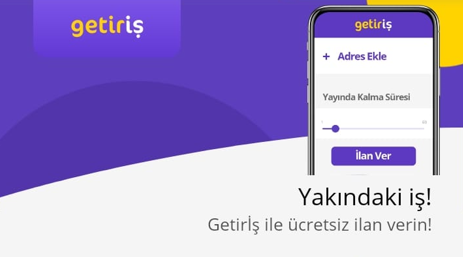 getiriş
getiriş
+ Adres Ekle
Yayında Kalma Süresi
İlan Ver
Yakındaki iş!
Getirİş ile ücretsiz ilan verin!